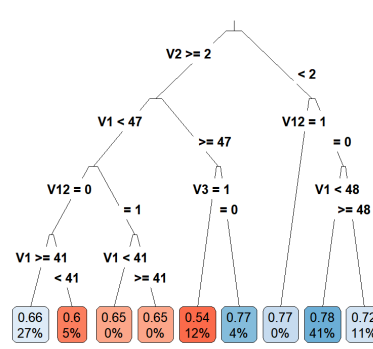 V2 >= 2
< 2
V1 < 47
V12 = 1
>= 47
= 0
V12 = 0
V3 = 1
V1 < 48
= 1
= 0
>= 48
V1 >= 41
V1 < 41
< 41
>= 41
0.66 0.6 0.65 0.65 0.54 0.77 0.77 0.78 0.72
27% 5% 0% 0% 12% 4% 0% 41% 11%